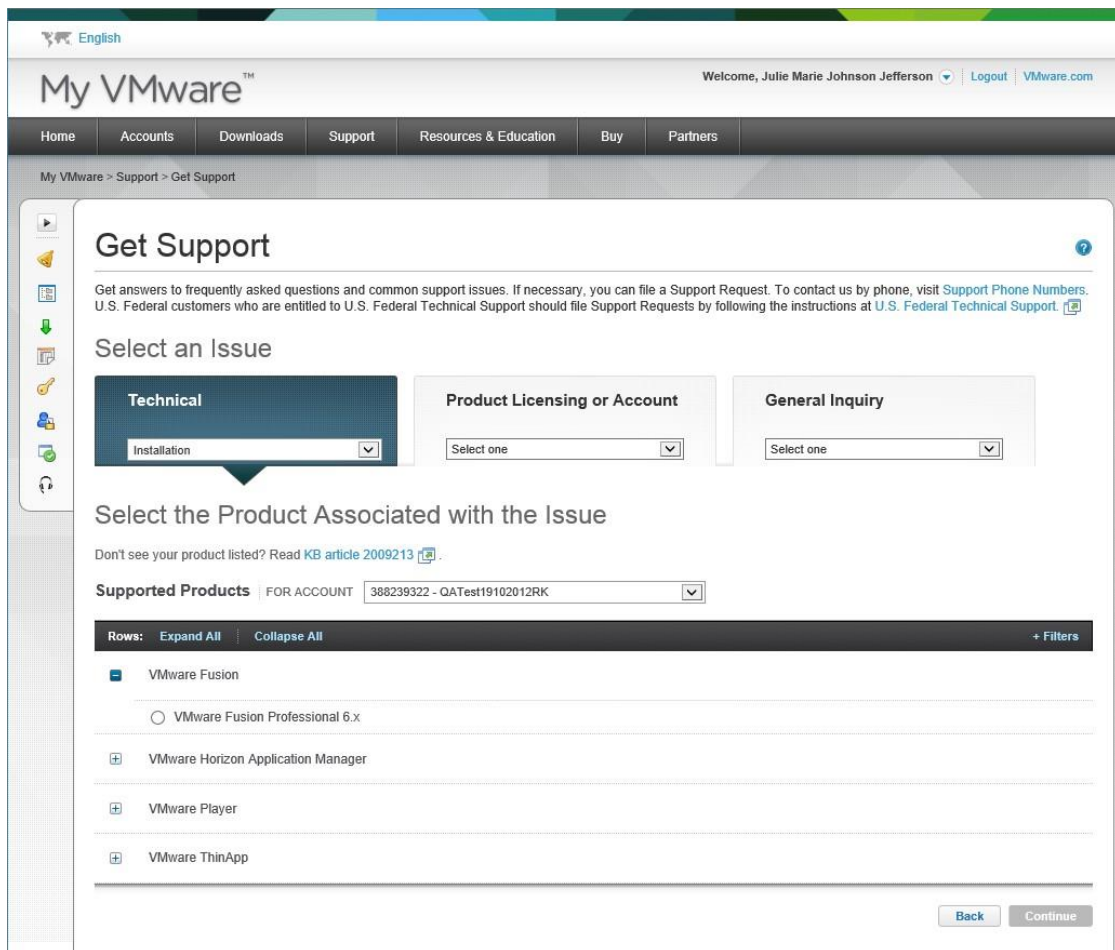 English
My VMware™
Welcome, Julie Marie Johnson Jefferson Logout VMware.com
Home Accounts Downloads Support Resources & Education Buy Partners
My VMware > Support > Get Support
Get Support
?
Get answers to frequently asked questions and common support issues. If necessary, you can file a Support Request. To contact us by phone, visit Support Phone Numbers.
U.S. Federal customers who are entitled to U.S. Federal Technical Support should file Support Requests by following the instructions at U.S. Federal Technical Support.
Select an Issue
Technical Product Licensing or Account General Inquiry
Installation Select one Select one
Select the Product Associated with the Issue
Don't see your product listed? Read KB article 2009213 .
Supported Products FOR ACCOUNT 388239322 - QATest19102012RK
Rows: Expand All Collapse All + Filters
VMware Fusion
VMware Fusion Professional 6.x
VMware Horizon Application Manager
VMware Player
VMware ThinApp
Back Continue